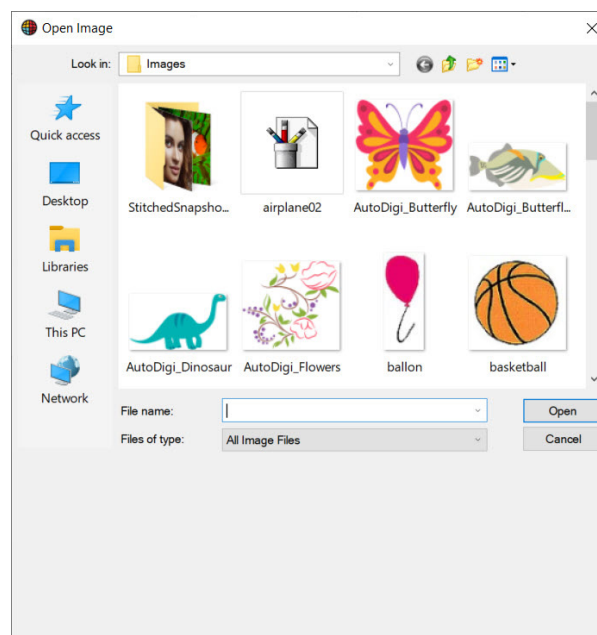 Open Image
Look in:
Images
Quick access
Desktop
Libraries
This PC
Network
StitchedSnapsho...
airplane02
AutoDigi_Butterfly
AutoDigi_Butterfl...
AutoDigi_Dinosaur
AutoDigi_Flowers
ballon
basketball
File name:
Open
Files of type:
All Image Files
Cancel